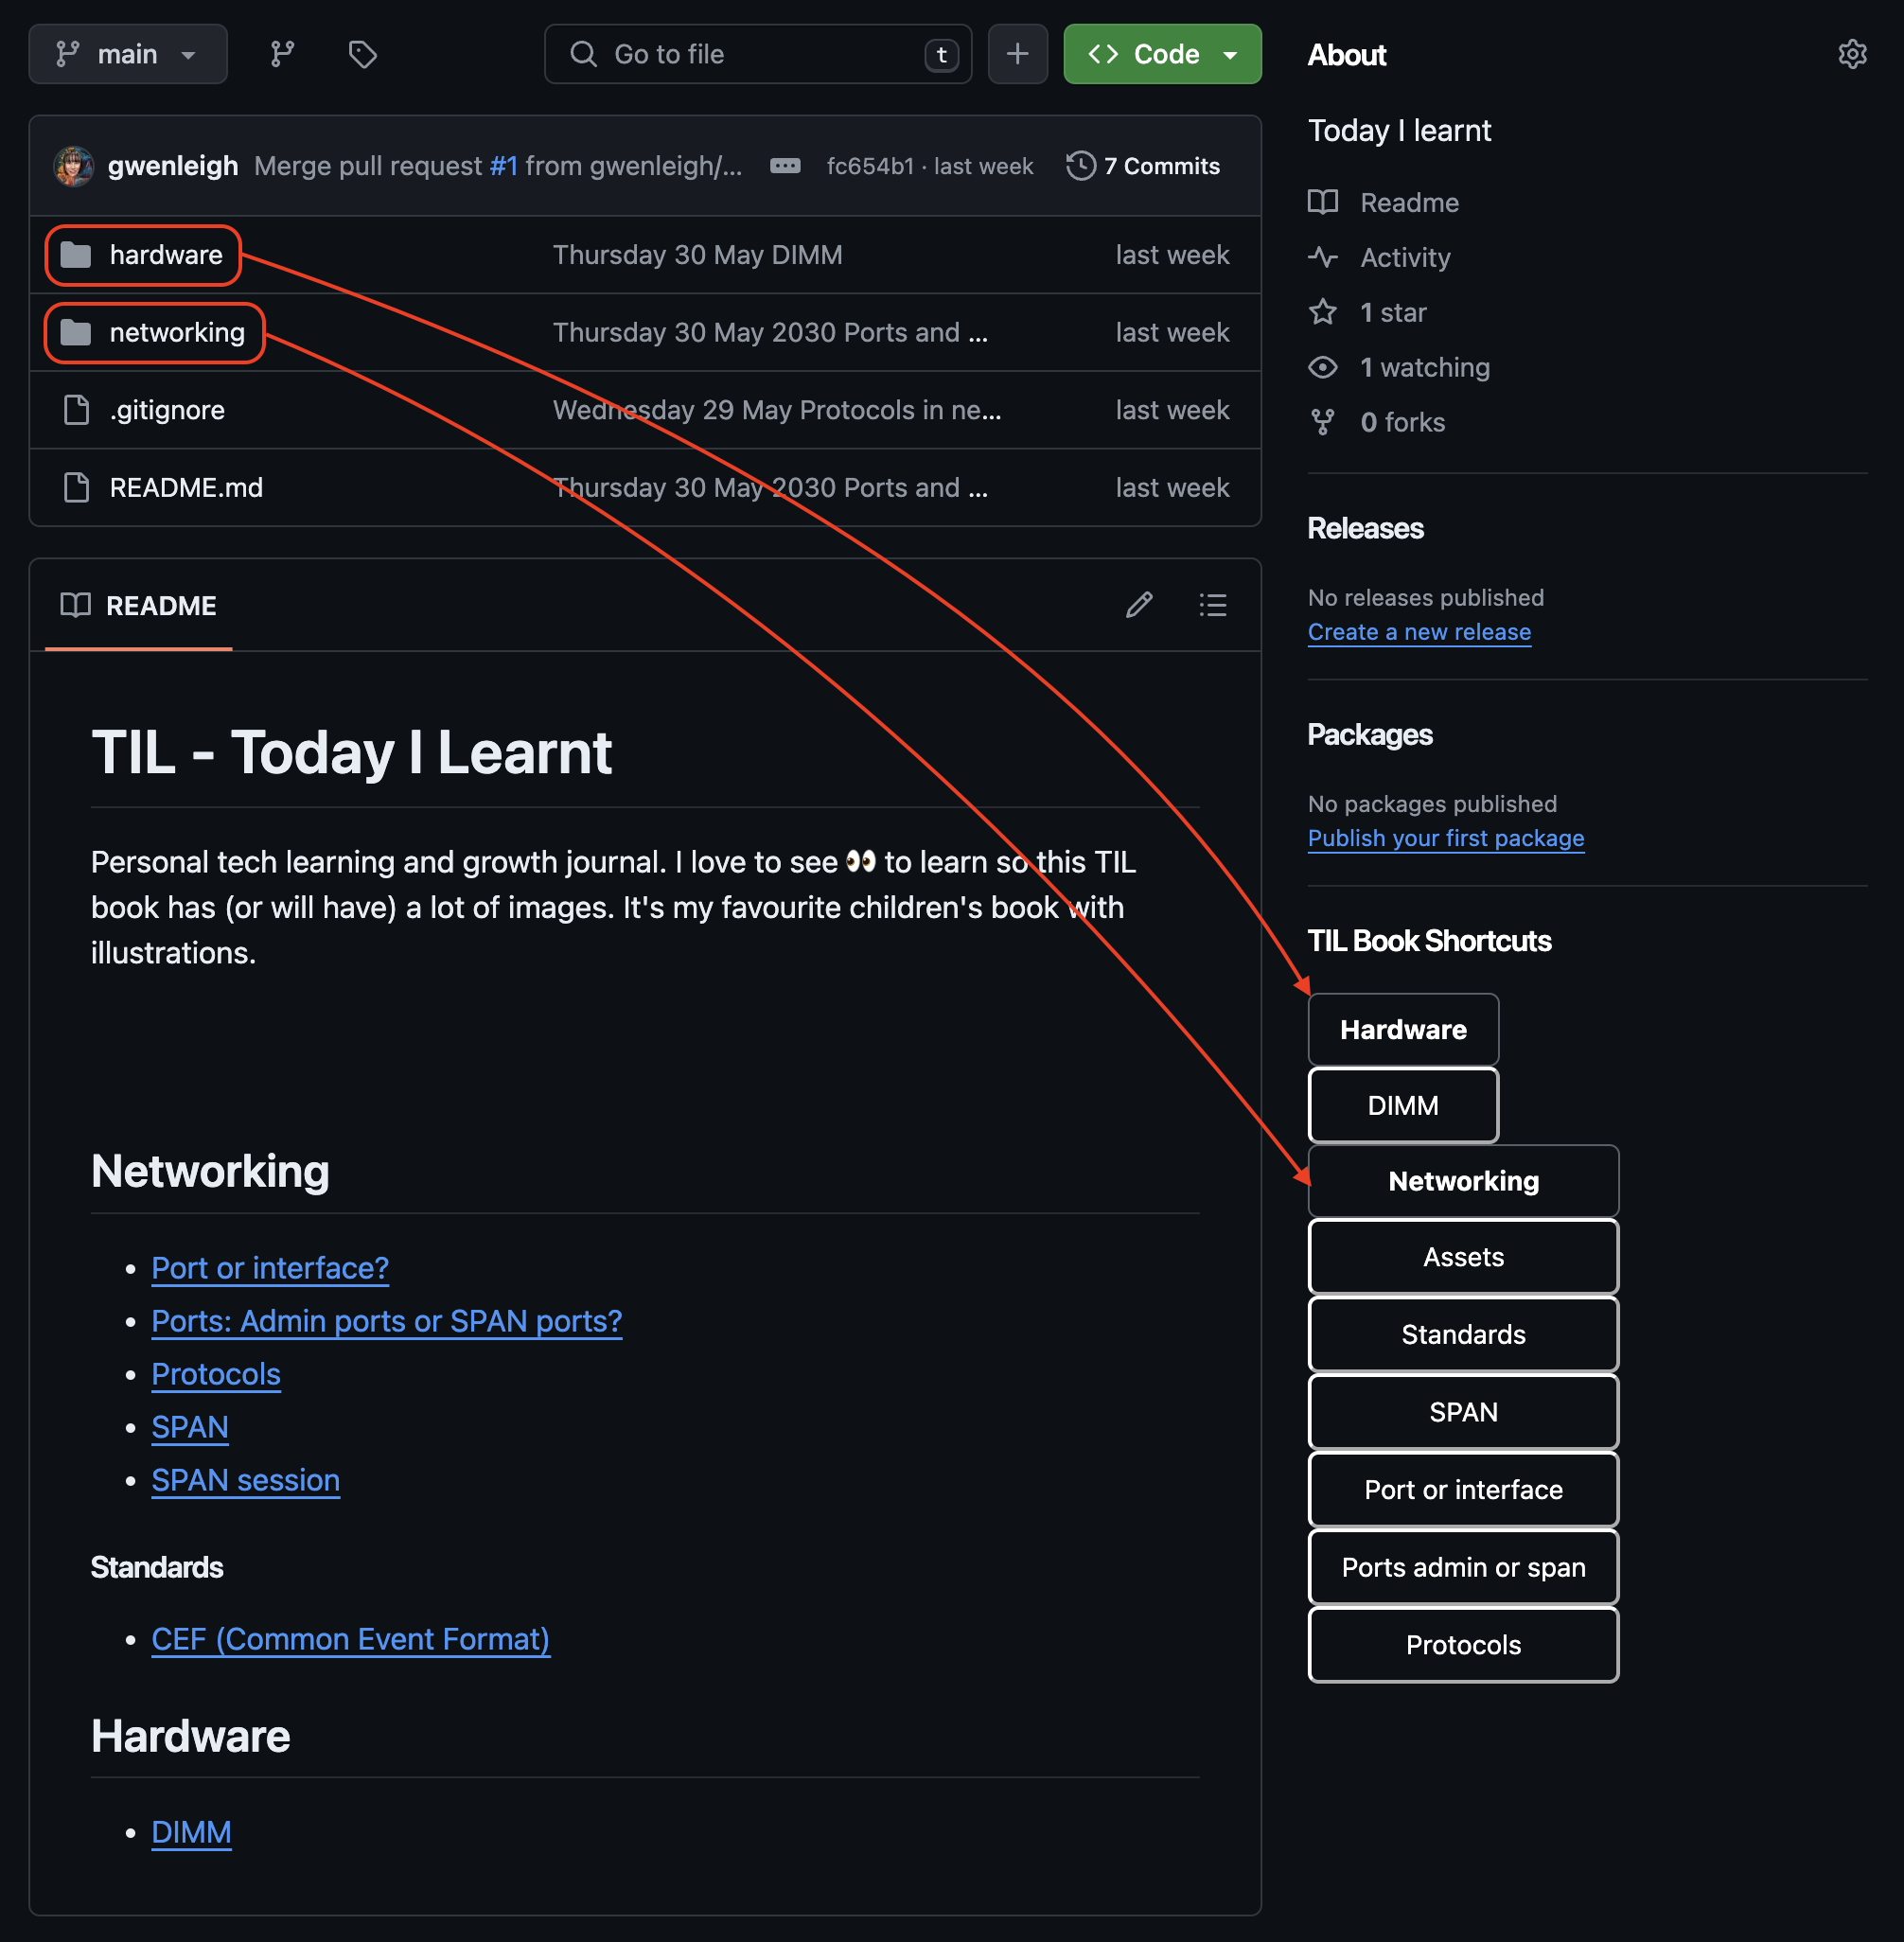 main
Go to file
t
Code
gwenleigh Merge pull request #1 from gwenleigh/... fc654b1 · last week 7 Commits
hardware Thursday 30 May DIMM last week
networking Thursday 30 May 2030 Ports and ... last week
.gitignore Wednesday 29 May Protocols in ne... last week
README.md Thursday 30 May 2030 Ports and ... last week
README
TIL - Today I Learnt
Personal tech learning and growth journal. I love to see 👀 to learn so this TIL
book has (or will have) a lot of images. It's my favourite children's book with
illustrations.
Networking
• Port or interface?
• Ports: Admin ports or SPAN ports?
• Protocols
• SPAN
• SPAN session
Standards
• CEF (Common Event Format)
Hardware
• DIMM
About
Today I learnt
Readme
Activity
1 star
1 watching
0 forks
Releases
No releases published
Create a new release
Packages
No packages published
Publish your first package
TIL Book Shortcuts
Hardware
DIMM
Networking
Assets
Standards
SPAN
Port or interface
Ports admin or span
Protocols